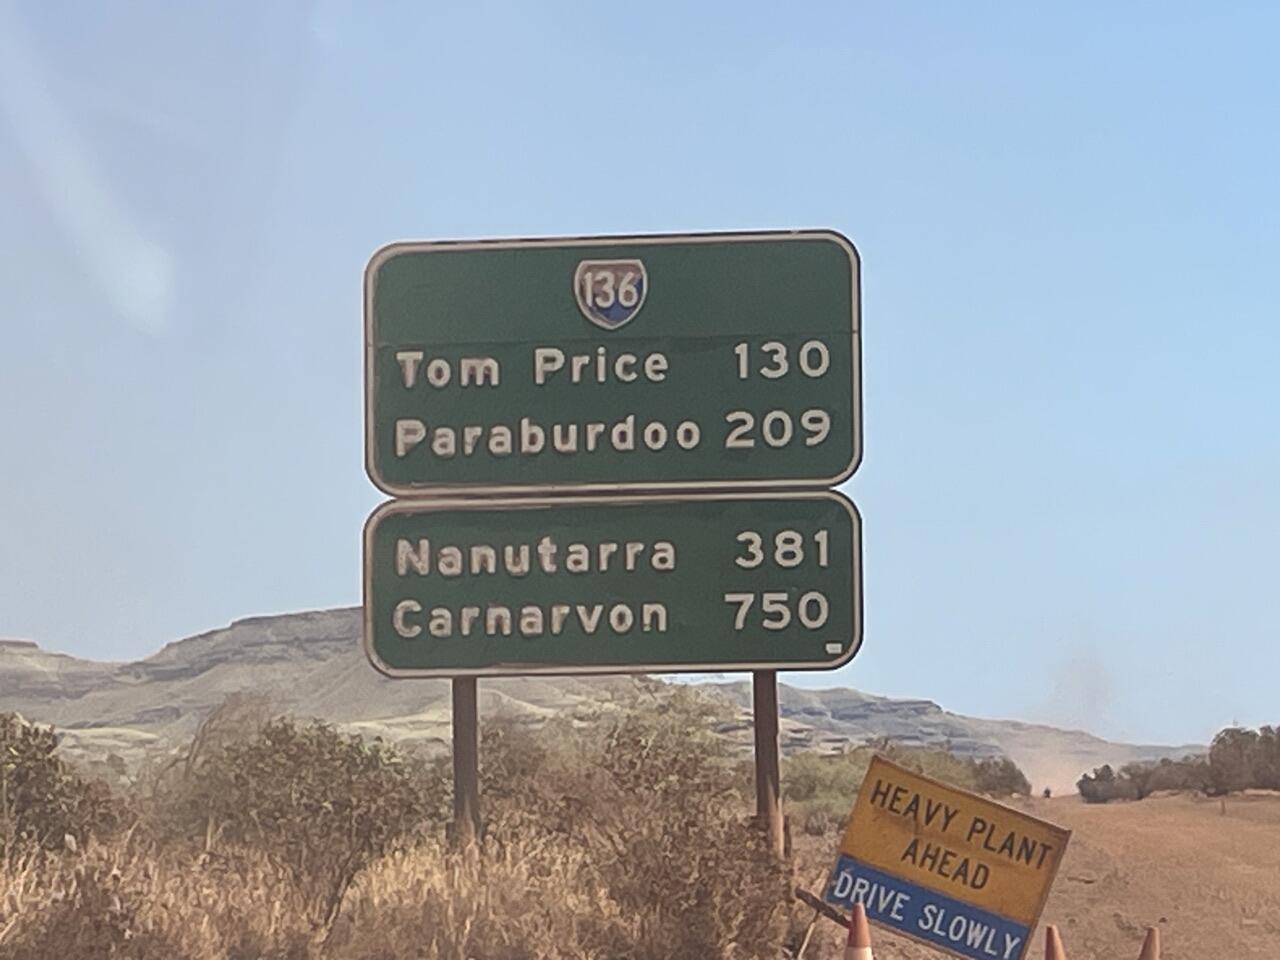 136
Tom Price 130
Paraburdoo 209
Nanutarra 381
Carnarvon 750
HEAVY PLANT
AHEAD
DRIVE SLOWLY